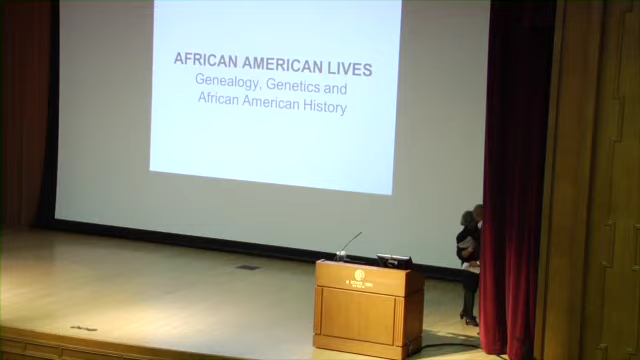 AFRICAN AMERICAN LIVES
Genealogy, Genetics and
African American History